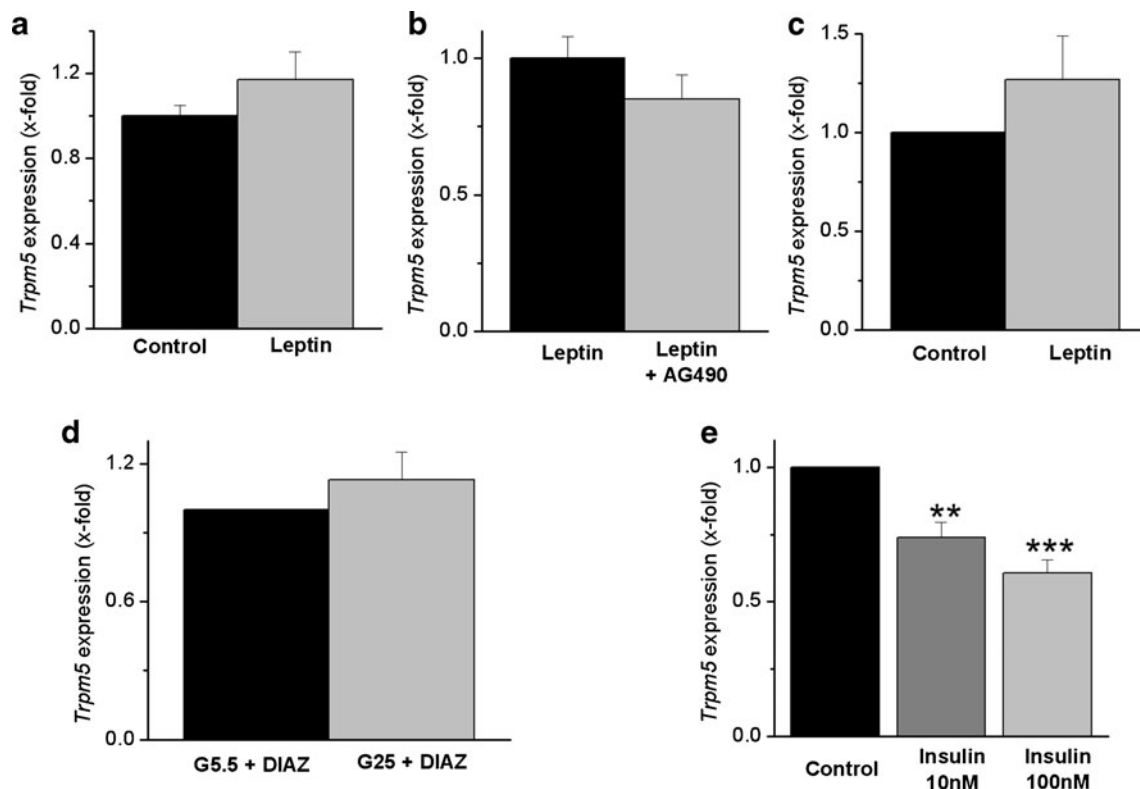 a
Trpm5 expression (x-fold)
1.2
0.8
0.4
0.0
Control
Leptin
b
Trpm5 expression (x-fold)
1.0
0.5
0.0
Leptin
Leptin
+ AG490
c
Trpm5 expression (x-fold)
1.5
1.0
0.5
0.0
Control
Leptin
d
Trpm5 expression (x-fold)
1.2
0.6
0.0
G5.5 + DIAZ
G25 + DIAZ
e
Trpm5 expression (x-fold)
1.0
0.5
0.0
**
***
Control
Insulin
10nM
Insulin
100nM